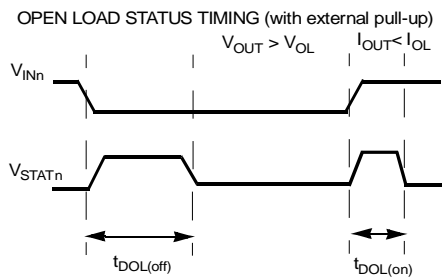 OPEN LOAD STATUS TIMING (with external pull-up)
V_OUT > V_OL
I_OUT < I_OL
V_INn
V_STATn
t_DOL(off)
t_DOL(on)